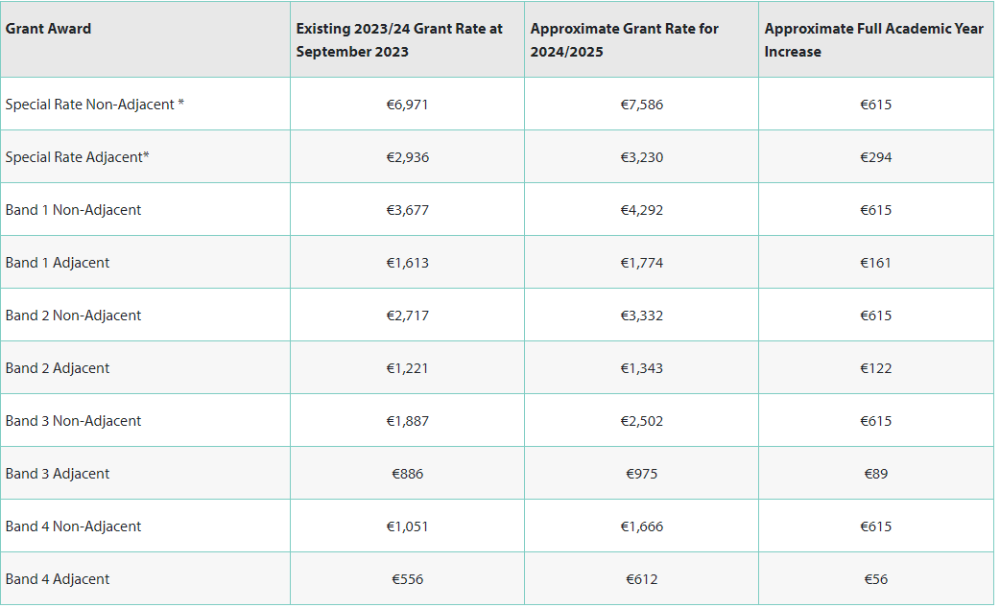 Grant Award
Existing 2023/24 Grant Rate at
September 2023
Approximate Grant Rate for
2024/2025
Approximate Full Academic Year
Increase
Special Rate Non-Adjacent * €6,971 €7,586 €615
Special Rate Adjacent* €2,936 €3,230 €294
Band 1 Non-Adjacent €3,677 €4,292 €615
Band 1 Adjacent €1,613 €1,774 €161
Band 2 Non-Adjacent €2,717 €3,332 €615
Band 2 Adjacent €1,221 €1,343 €122
Band 3 Non-Adjacent €1,887 €2,502 €615
Band 3 Adjacent €886 €975 €89
Band 4 Non-Adjacent €1,051 €1,666 €615
Band 4 Adjacent €556 €612 €56